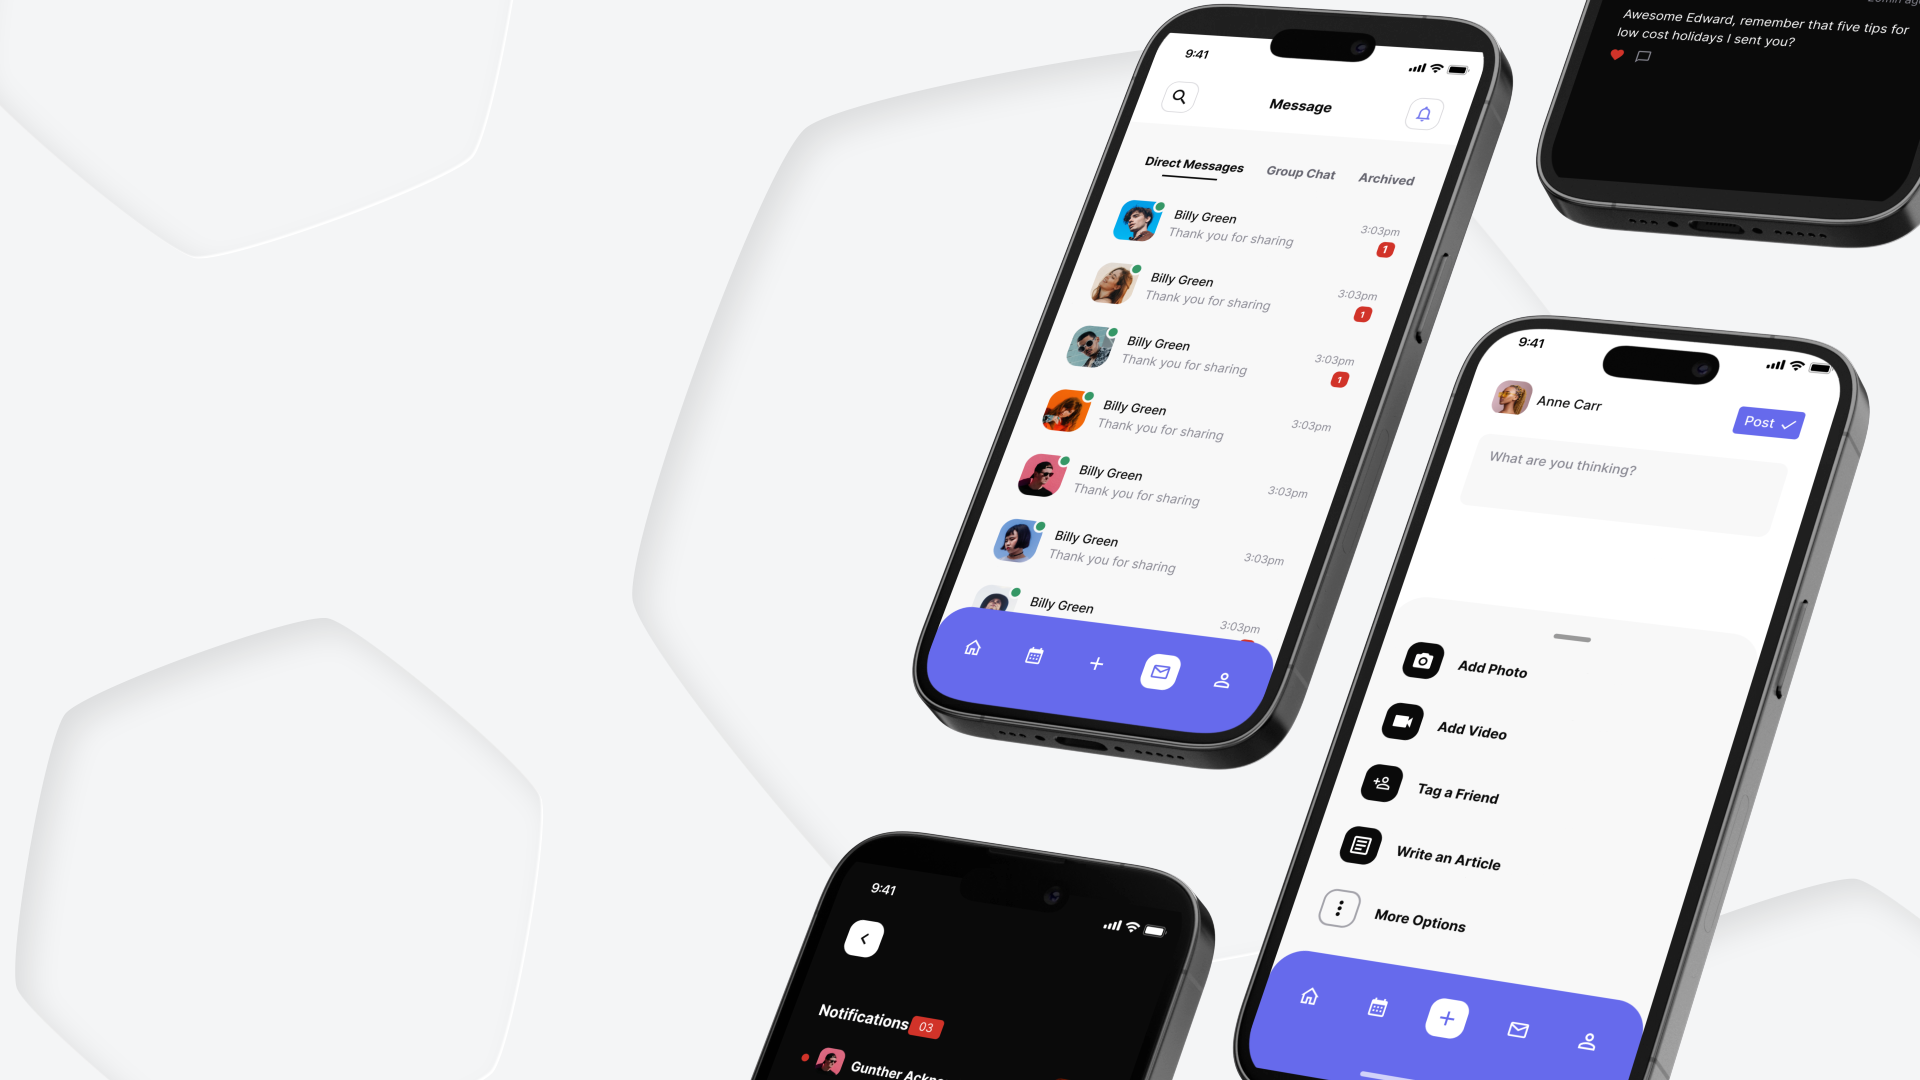 9:41
Message
Direct Messages
Group Chat
Archived
Billy Green
Thank you for sharing
3:03pm
1
Billy Green
Thank you for sharing
3:03pm
1
Billy Green
Thank you for sharing
3:03pm
1
Billy Green
Thank you for sharing
3:03pm
Billy Green
Thank you for sharing
3:03pm
Billy Green
Thank you for sharing
3:03pm
Billy Green
3:03pm
Awesome Edward, remember that five tips for
low cost holidays I sent you?
9:41
Anne Carr
Post
What are you thinking?
Add Photo
Add Video
Tag a Friend
Write an Article
More Options
9:41
Notifications
03
Gunther